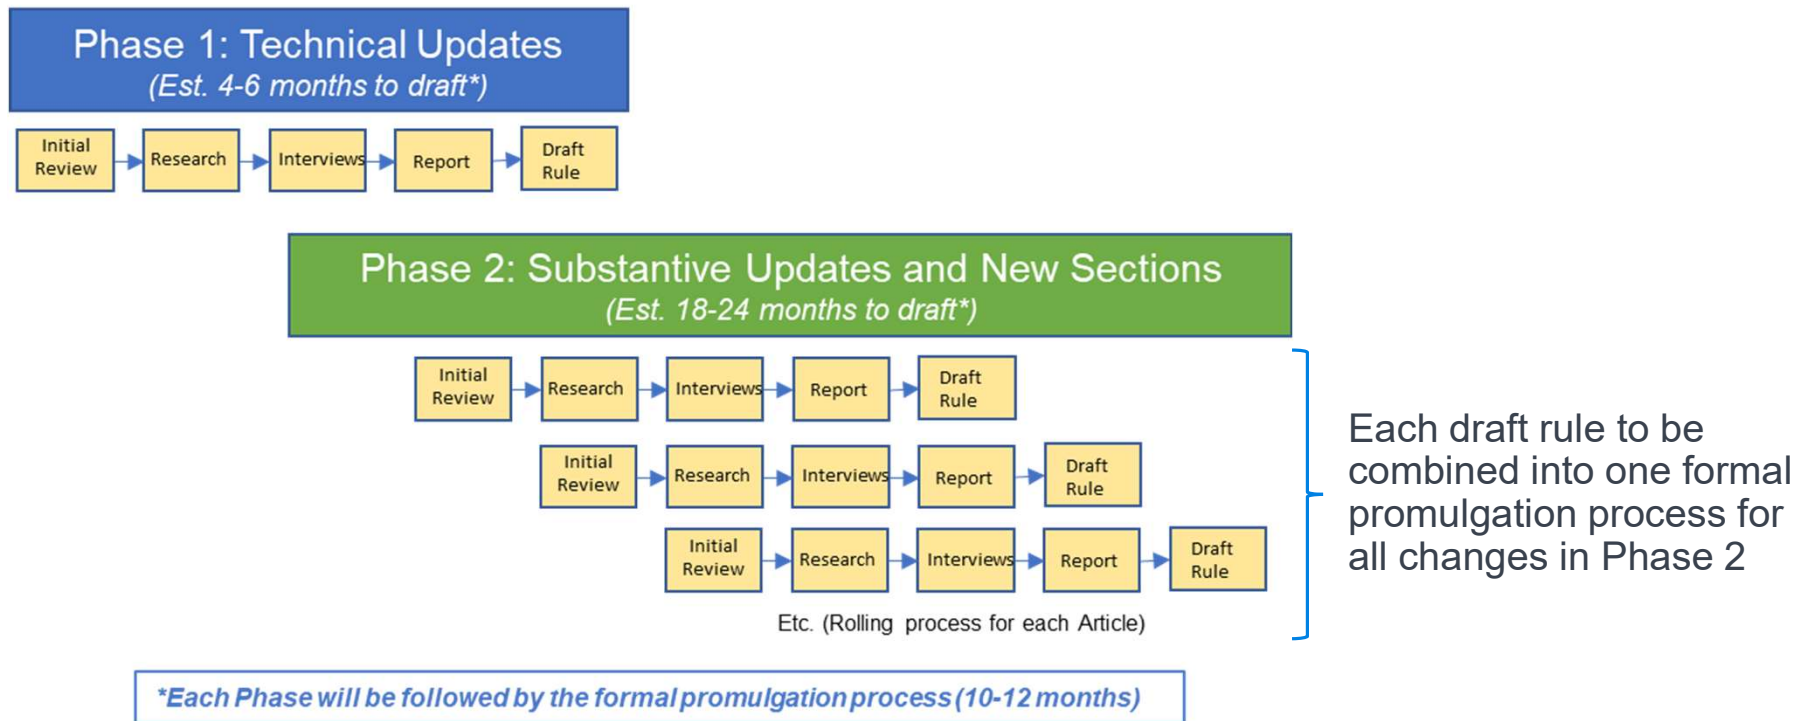 Phase 1: Technical Updates
(Est. 4-6 months to draft*)
Initial
Review
Research
Interviews
Report
Draft
Rule
Phase 2: Substantive Updates and New Sections
(Est. 18-24 months to draft*)
Initial
Review
Research
Interviews
Report
Draft
Rule
Initial
Review
Research
Interviews
Report
Draft
Rule
Initial
Review
Research
Interviews
Report
Draft
Rule
Etc. (Rolling process for each Article)
Each draft rule to be
combined into one formal
promulgation process for
all changes in Phase 2
*Each Phase will be followed by the formal promulgation process (10-12 months)